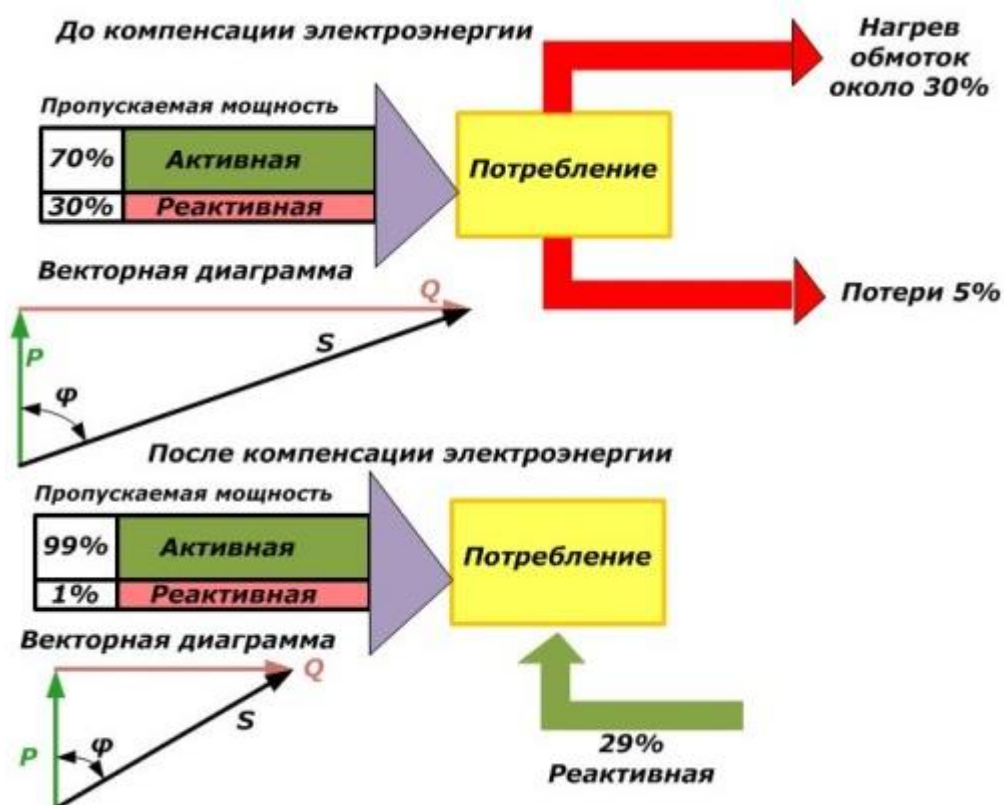 До компенсации электроэнергии
Нагрев
обмоток
около 30%
Пропускаемая мощность
70%
Активная
30%
Реактивная
Потребление
Векторная диаграмма
Q
Потери 5%
P
S
φ
После компенсации электроэнергии
Пропускаемая мощность
99%
Активная
1%
Реактивная
Потребление
Векторная диаграмма
Q
S
P
φ
29%
Реактивная